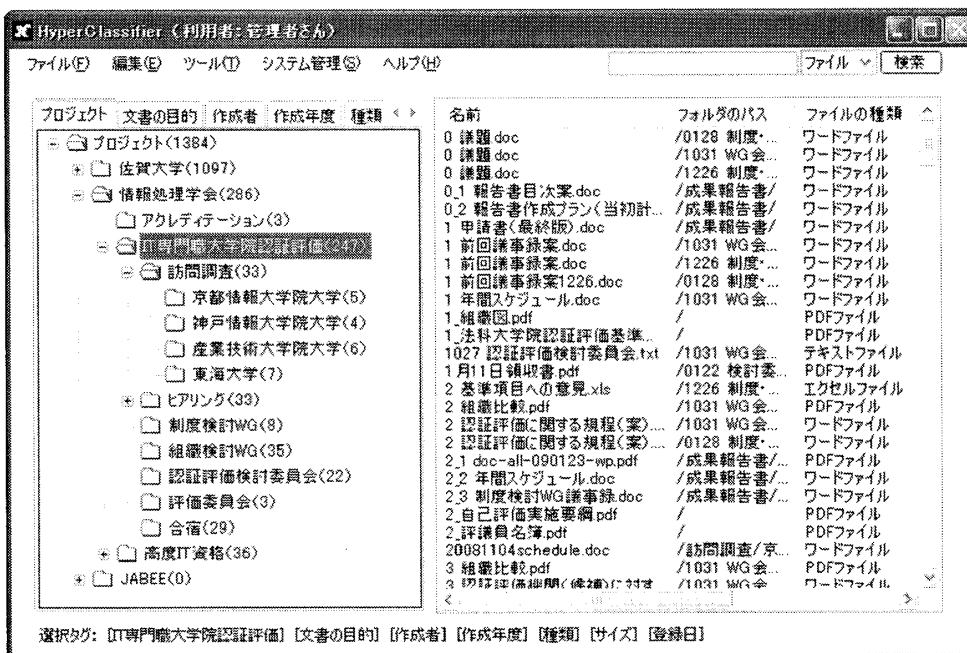 HyperClassifier (利用者:管理者さん)
ファイル(F) 編集(E) ツール(T) システム管理(S) ヘルプ(H)
ファイル 検索
プロジェクト 文書の目的 作成者 作成年度 種類
プロジェクト(1384)
佐賀大学(1097)
情報処理学会(286)
アクレディテーション(3)
IT専門職大学院認証評価(247)
訪問調査(33)
京都情報大学院大学(5)
神戸情報大学院大学(4)
産業技術大学院大学(6)
東海大学(7)
ヒアリング(33)
制度検討WG(8)
組織検討WG(35)
認証評価検討委員会(22)
評価委員会(3)
合宿(29)
高度IT資格(36)
JABEE(0)
名前 フォルダのパス ファイルの種類
0 議題.doc /0128 制度・... ワードファイル
0 議題.doc /1031 WG会... ワードファイル
0 議題.doc /1226 制度・... ワードファイル
0_1 報告書目次案.doc /成果報告書/ ワードファイル
0_2 報告書作成プラン(当初計... /成果報告書/ ワードファイル
1 申請書(最終版).doc /成果報告書/ ワードファイル
1 前回議事録案.doc /1031 WG会... ワードファイル
1 前回議事録案.doc /1226 制度・... ワードファイル
1 前回議事録案1226.doc /0128 制度・... ワードファイル
1 年間スケジュール.doc /1031 WG会... ワードファイル
1_組織図.pdf / PDFファイル
1_法科大学院認証評価基準... / PDFファイル
1027 認証評価検討委員会.txt /1031 WG会... テキストファイル
1月11日領収書.pdf /0122 検討委... PDFファイル
2 基準項目への意見.xls /1226 制度・... エクセルファイル
2 組織比較.pdf /1031 WG会... PDFファイル
2 認証評価に関する規程(案).... /1031 WG会... ワードファイル
2 認証評価に関する規程(案).... /0128 制度・... ワードファイル
2_1 doc-all-090123-wp.pdf /成果報告書/... PDFファイル
2_2 年間スケジュール.doc /成果報告書/... ワードファイル
2_3 制度検討WG議事録.doc /成果報告書/... ワードファイル
2_自己評価実施要綱.pdf / PDFファイル
2_評議員名簿.pdf / PDFファイル
20081104schedule.doc /訪問調査/京... ワードファイル
3 組織比較.pdf /1031 WG会... PDFファイル
3 認証評価機関(候補)に対す... /1031 WG会... ワードファイル
選択タグ: [IT専門職大学院認証評価] [文書の目的] [作成者] [作成年度] [種類] [サイズ] [登録日]